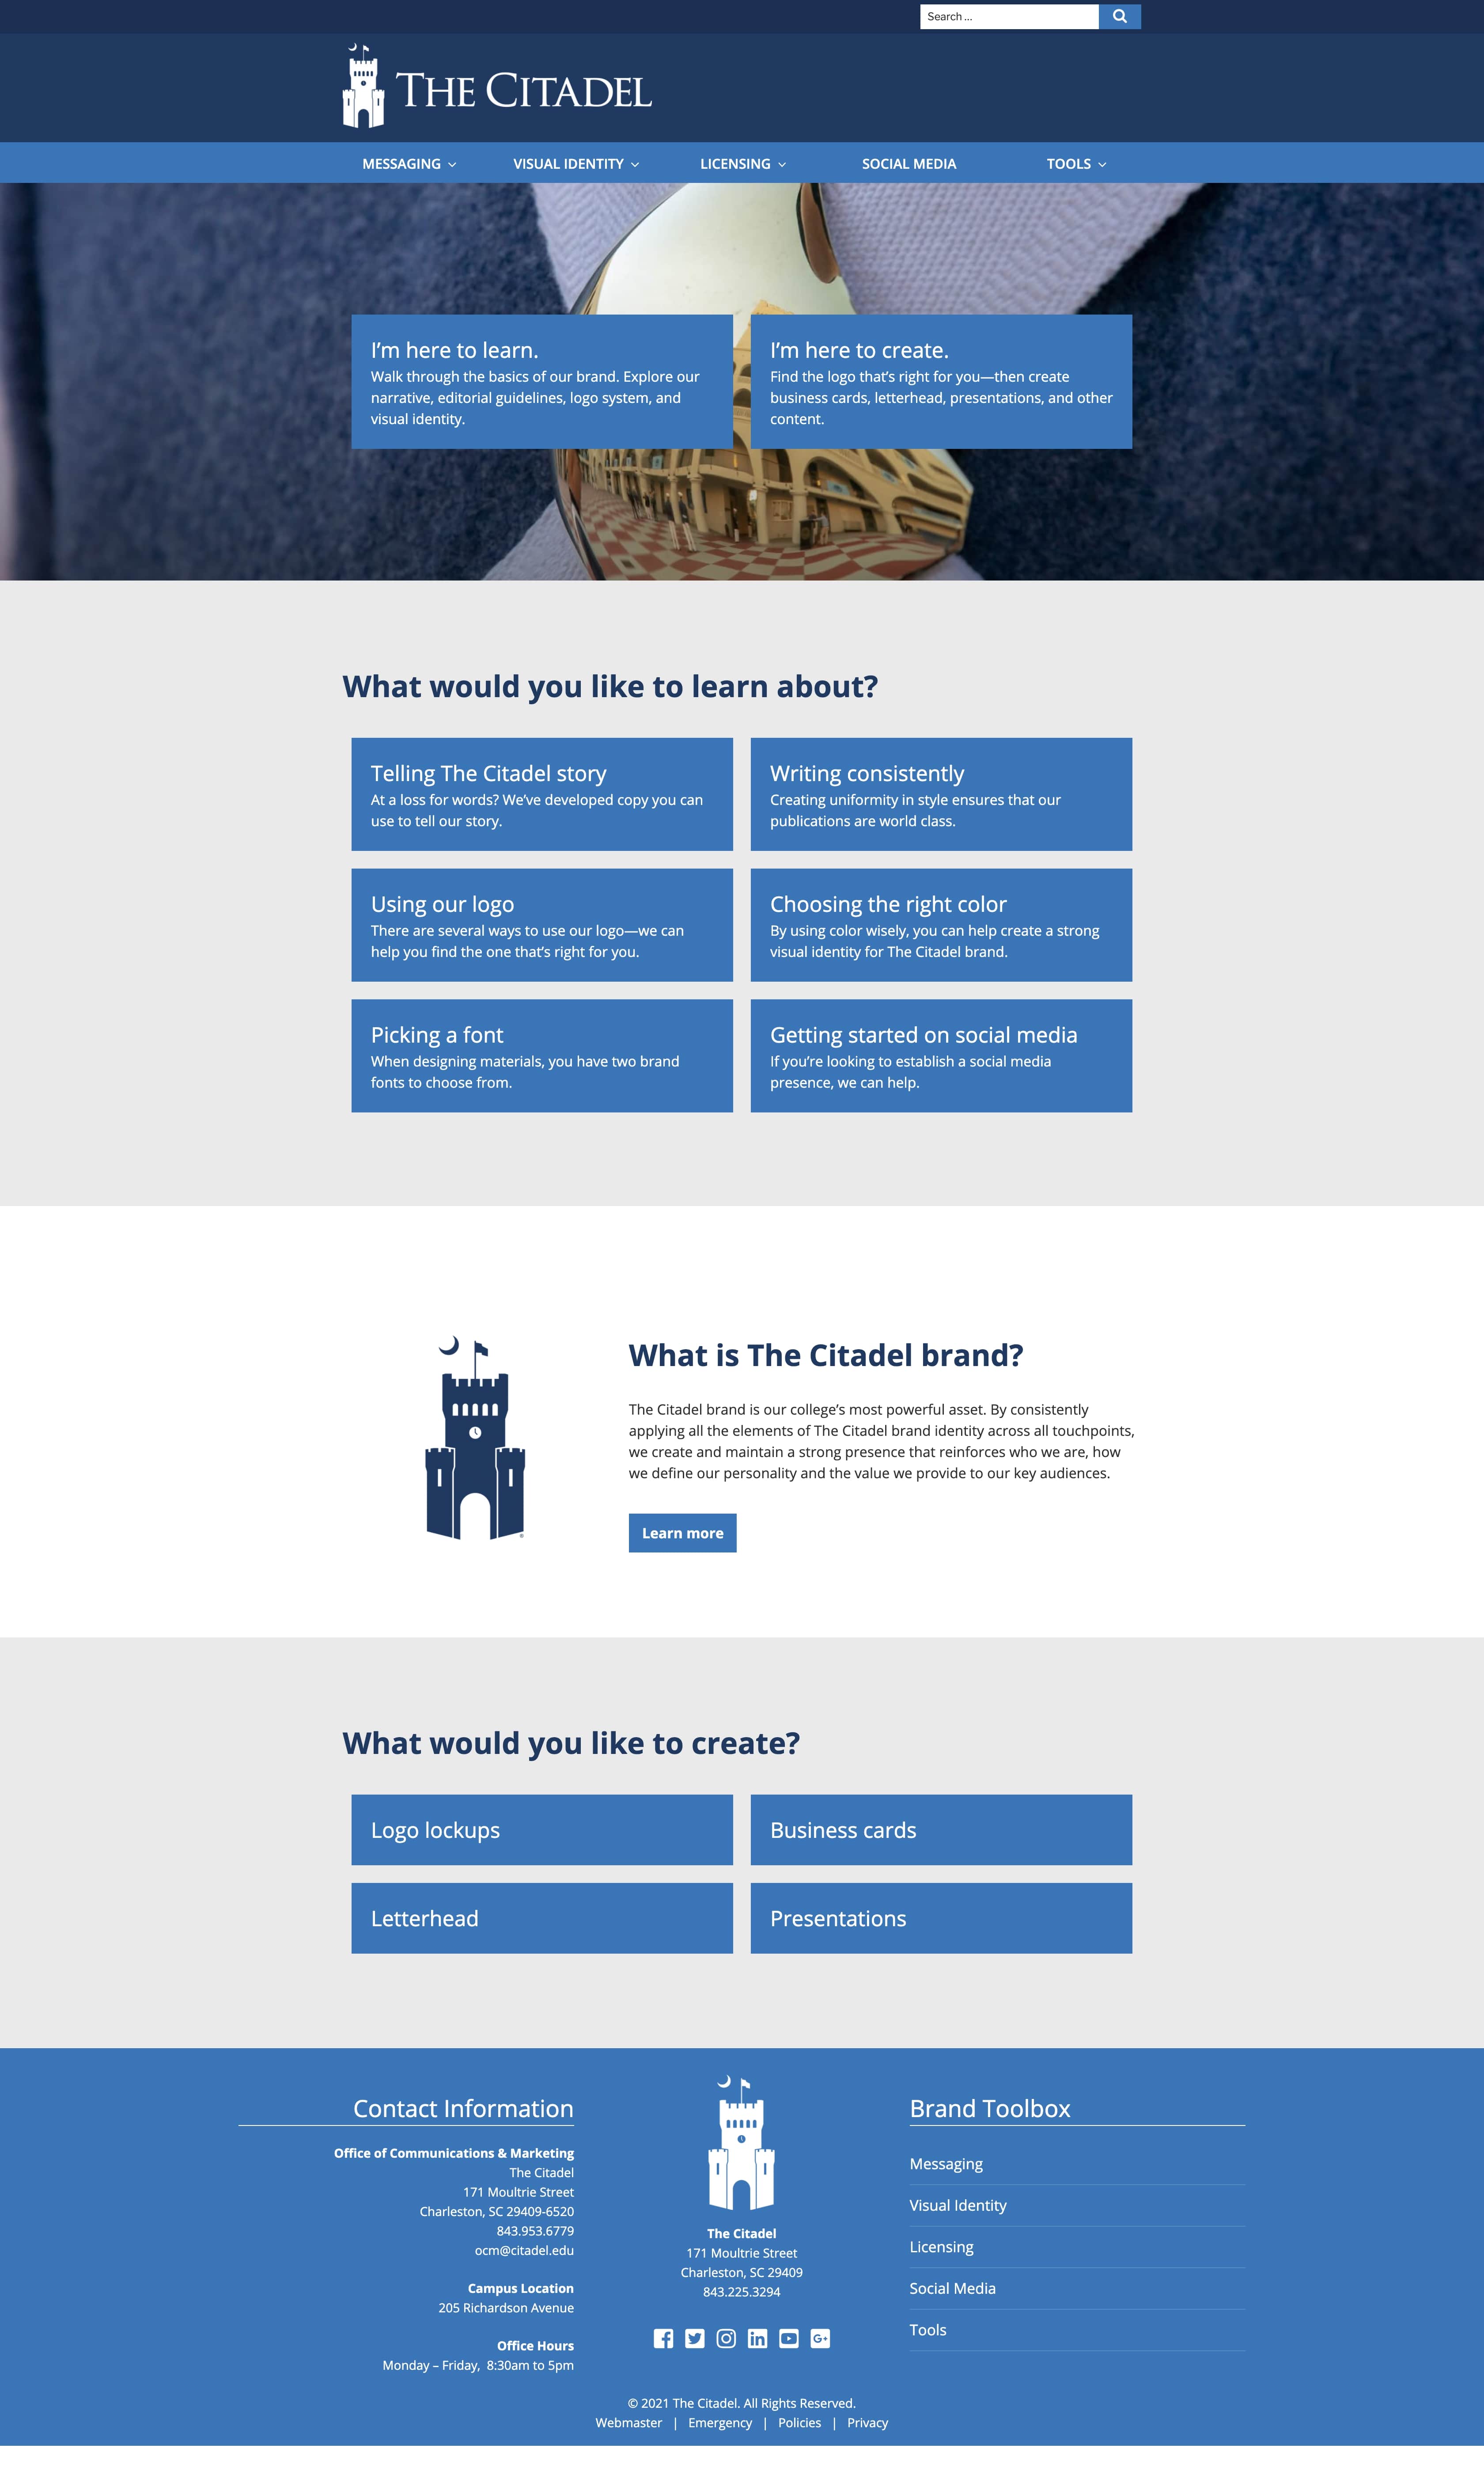 Search ...
THE CITADEL
MESSAGING
VISUAL IDENTITY
LICENSING
SOCIAL MEDIA
TOOLS
I'm here to learn.
Walk through the basics of our brand. Explore our
narrative, editorial guidelines, logo system, and
visual identity.
I'm here to create.
Find the logo that's right for you—then create
business cards, letterhead, presentations, and other
content.
What would you like to learn about?
Telling The Citadel story
At a loss for words? We've developed copy you can
use to tell our story.
Writing consistently
Creating uniformity in style ensures that our
publications are world class.
Using our logo
There are several ways to use our logo—we can
help you find the one that's right for you.
Choosing the right color
By using color wisely, you can help create a strong
visual identity for The Citadel brand.
Picking a font
When designing materials, you have two brand
fonts to choose from.
Getting started on social media
If you're looking to establish a social media
presence, we can help.
What is The Citadel brand?
The Citadel brand is our college's most powerful asset. By consistently
applying all the elements of The Citadel brand identity across all touchpoints,
we create and maintain a strong presence that reinforces who we are, how
we define our personality and the value we provide to our key audiences.
Learn more
®
What would you like to create?
Logo lockups
Business cards
Letterhead
Presentations
Contact Information
Office of Communications & Marketing
The Citadel
171 Moultrie Street
Charleston, SC 29409-6520
843.953.6779
ocm@citadel.edu
Campus Location
205 Richardson Avenue
Office Hours
Monday – Friday,  8:30am to 5pm
The Citadel
171 Moultrie Street
Charleston, SC 29409
843.225.3294
Brand Toolbox
Messaging
Visual Identity
Licensing
Social Media
Tools
© 2021 The Citadel. All Rights Reserved.
Webmaster | Emergency | Policies | Privacy